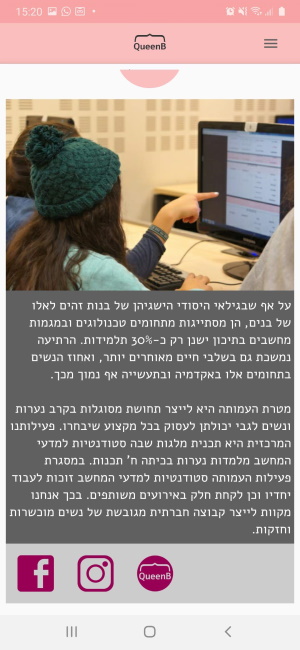 15:20
QueenB
על אף שבגילאי היסודי הישגיהן של בנות זהים לאלו
של בנים, הן מסתייגות מתחומים טכנולוגים ובמגמות
מחשבים בתיכון ישנן רק כ-30% תלמידות. הרתיעה
נמשכת גם בשלבי חיים מאוחרים יותר, ואחוז הנשים
בתחומים אלו באקדמיה ובתעשייה אף נמוך מכך.
מטרת העמותה היא לייצר תחושת מסוגלות בקרב נערות
ונשים לגבי יכולתן לעסוק בכל מקצוע שיבחרו. פעילותנו
המרכזית היא תכנית מלגות שבה סטודנטיות למדעי
המחשב מלמדות נערות בכיתה ח' תכנות. במסגרת
פעילות העמותה סטודנטיות למדעי המחשב זוכות לעבוד
יחדיו וכן לקחת חלק באירועים משותפים. בכך אנחנו
מקוות לייצר קבוצה חברתית מגובשת של נשים מוכשרות
וחזקות.
QueenB